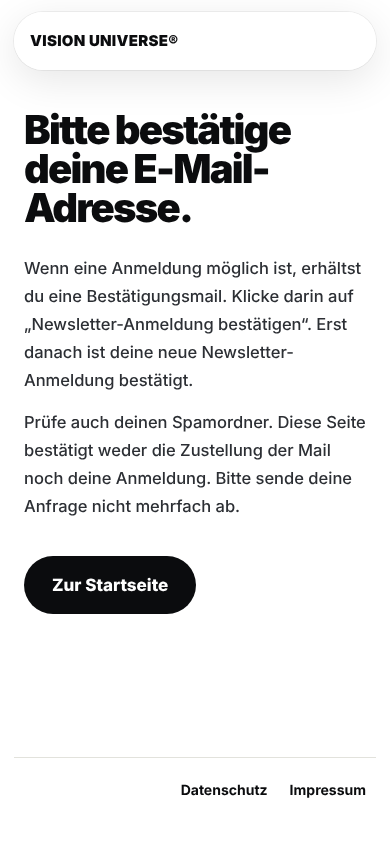 VISION UNIVERSE®
Bitte bestätige
deine E-Mail-
Adresse.
Wenn eine Anmeldung möglich ist, erhältst
du eine Bestätigungsmail. Klicke darin auf
„Newsletter-Anmeldung bestätigen“. Erst
danach ist deine neue Newsletter-
Anmeldung bestätigt.
Prüfe auch deinen Spamordner. Diese Seite
bestätigt weder die Zustellung der Mail
noch deine Anmeldung. Bitte sende deine
Anfrage nicht mehrfach ab.
Zur Startseite
Datenschutz Impressum